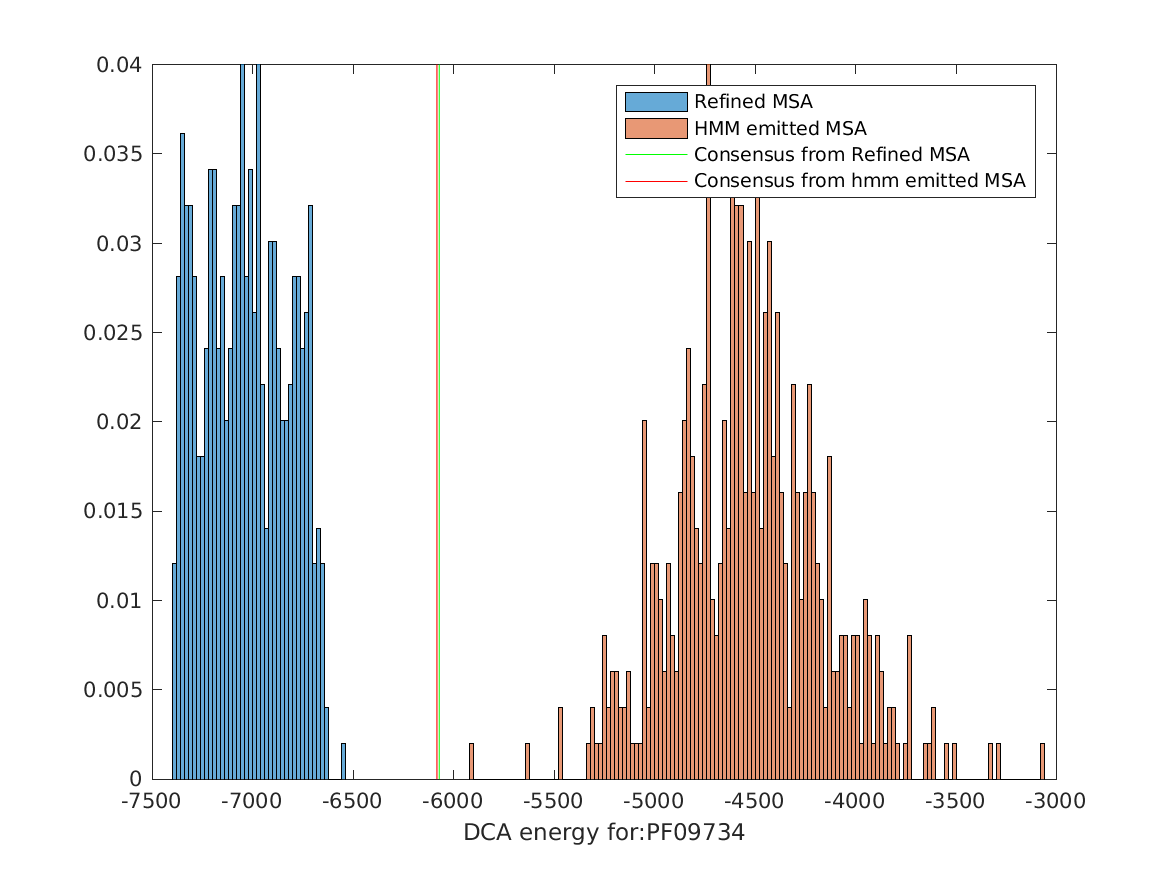 0.04
0.035
0.03
0.025
0.02
0.015
0.01
0.005
0
Refined MSA
HMM emitted MSA
Consensus from Refined MSA
Consensus from hmm emitted MSA
-7500 -7000 -6500 -6000 -5500 -5000 -4500 -4000 -3500 -3000
DCA energy for:PF09734